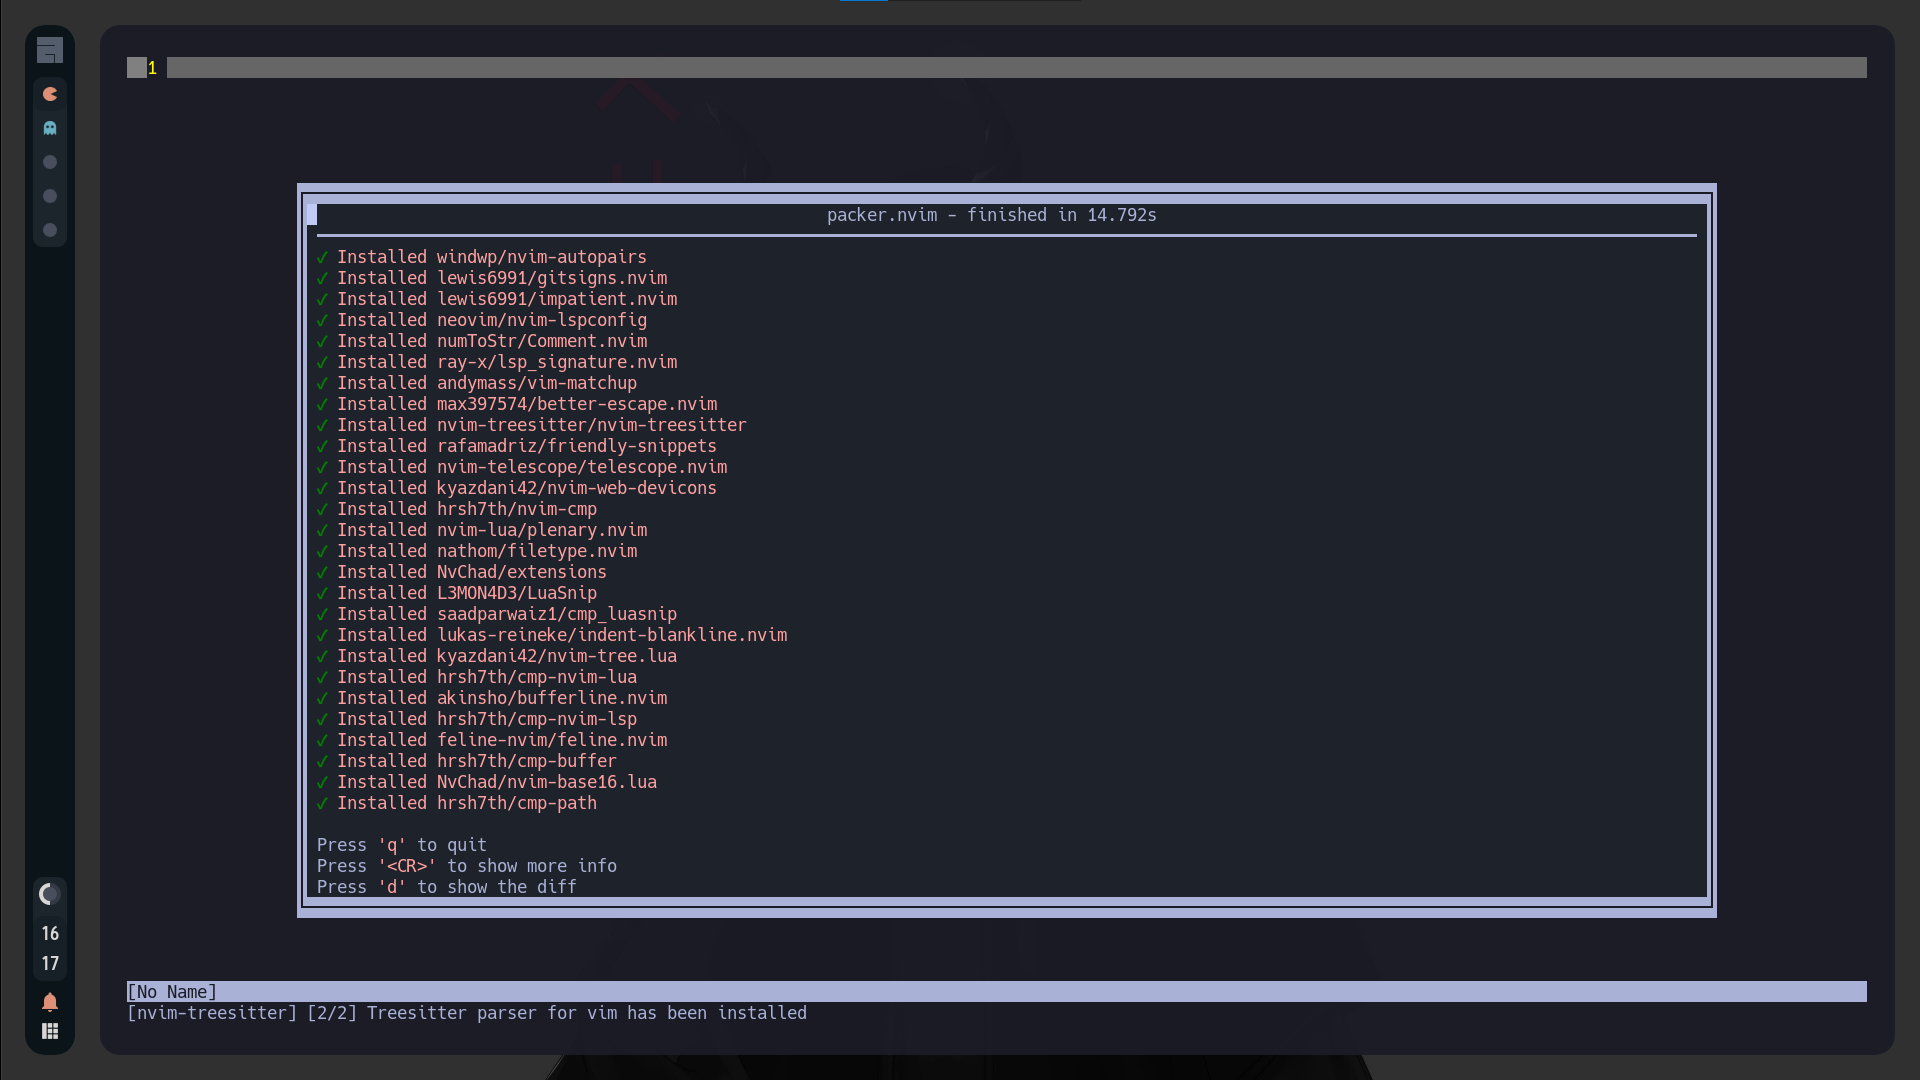 1
packer.nvim - finished in 14.792s
✓ Installed windwp/nvim-autopairs
✓ Installed lewis6991/gitsigns.nvim
✓ Installed lewis6991/impatient.nvim
✓ Installed neovim/nvim-lspconfig
✓ Installed numToStr/Comment.nvim
✓ Installed ray-x/lsp_signature.nvim
✓ Installed andymass/vim-matchup
✓ Installed max397574/better-escape.nvim
✓ Installed nvim-treesitter/nvim-treesitter
✓ Installed rafamadriz/friendly-snippets
✓ Installed nvim-telescope/telescope.nvim
✓ Installed kyazdani42/nvim-web-devicons
✓ Installed hrsh7th/nvim-cmp
✓ Installed nvim-lua/plenary.nvim
✓ Installed nathom/filetype.nvim
✓ Installed NvChad/extensions
✓ Installed L3MON4D3/LuaSnip
✓ Installed saadparwaiz1/cmp_luasnip
✓ Installed lukas-reineke/indent-blankline.nvim
✓ Installed kyazdani42/nvim-tree.lua
✓ Installed hrsh7th/cmp-nvim-lua
✓ Installed akinsho/bufferline.nvim
✓ Installed hrsh7th/cmp-nvim-lsp
✓ Installed feline-nvim/feline.nvim
✓ Installed hrsh7th/cmp-buffer
✓ Installed NvChad/nvim-base16.lua
✓ Installed hrsh7th/cmp-path
Press 'q' to quit
Press '<CR>' to show more info
Press 'd' to show the diff
16
17
[No Name]
[nvim-treesitter] [2/2] Treesitter parser for vim has been installed